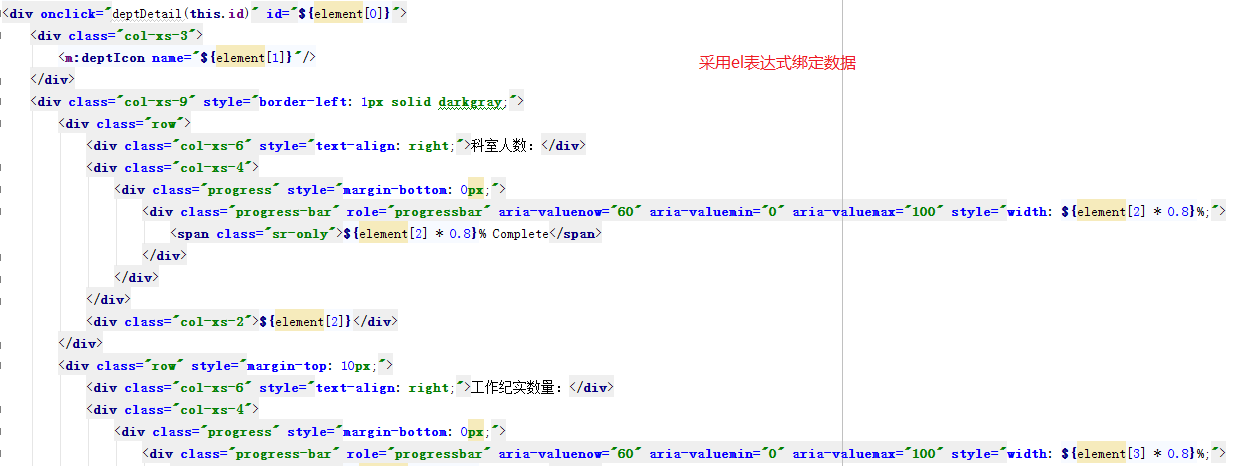 <div onclick="deptDetail(this.id)" id="${element[0]}">
<div class="col-xs-3">
<m:deptIcon name="${element[1]}"/>
采用el表达式绑定数据
</div>
<div class="col-xs-9" style="border-left: 1px solid darkgray;">
<div class="row">
<div class="col-xs-6" style="text-align: right;">科室人数：</div>
<div class="col-xs-4">
<div class="progress" style="margin-bottom: 0px;">
<div class="progress-bar" role="progressbar" aria-valuenow="60" aria-valuemin="0" aria-valuemax="100" style="width: ${element[2] * 0.8}%;">
<span class="sr-only">${element[2] * 0.8}% Complete</span>
</div>
</div>
</div>
<div class="col-xs-2">${element[2]}</div>
</div>
<div class="row" style="margin-top: 10px;">
<div class="col-xs-6" style="text-align: right;">工作纪实数量：</div>
<div class="col-xs-4">
<div class="progress" style="margin-bottom: 0px;">
<div class="progress-bar" role="progressbar" aria-valuenow="60" aria-valuemin="0" aria-valuemax="100" style="width: ${element[3] * 0.8}%;">